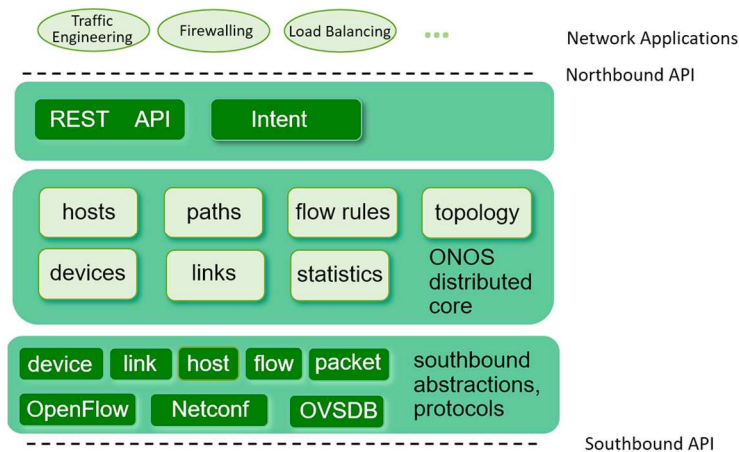 Traffic
Engineering
Firewalling
Load Balancing
...
Network Applications
Northbound API
REST API
Intent
hosts
paths
flow rules
topology
devices
links
statistics
ONOS
distributed
core
device
link
host
flow
packet
southbound
abstractions,
protocols
OpenFlow
Netconf
OVSDB
Southbound API